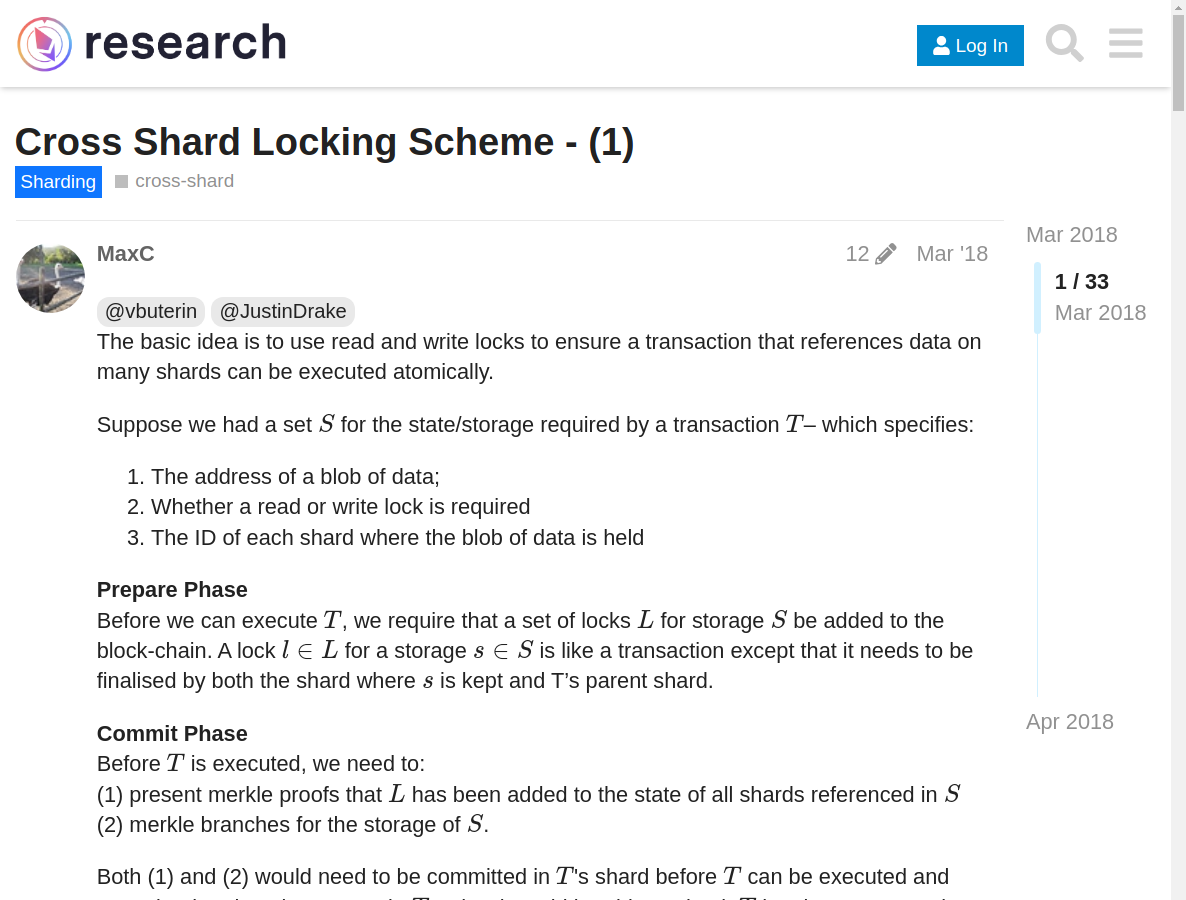 research
Log In
Cross Shard Locking Scheme - (1)
Sharding
cross-shard
MaxC
12
Mar '18
@vbuterin @JustinDrake
The basic idea is to use read and write locks to ensure a transaction that references data on
many shards can be executed atomically.
Suppose we had a set S for the state/storage required by a transaction T– which specifies:
1. The address of a blob of data;
2. Whether a read or write lock is required
3. The ID of each shard where the blob of data is held
Prepare Phase
Before we can execute T, we require that a set of locks L for storage S be added to the
block-chain. A lock l ∈ L for a storage s ∈ S is like a transaction except that it needs to be
finalised by both the shard where s is kept and T’s parent shard.
Commit Phase
Before T is executed, we need to:
(1) present merkle proofs that L has been added to the state of all shards referenced in S
(2) merkle branches for the storage of S.
Both (1) and (2) would need to be committed in T's shard before T can be executed and
Mar 2018
1 / 33
Mar 2018
Apr 2018